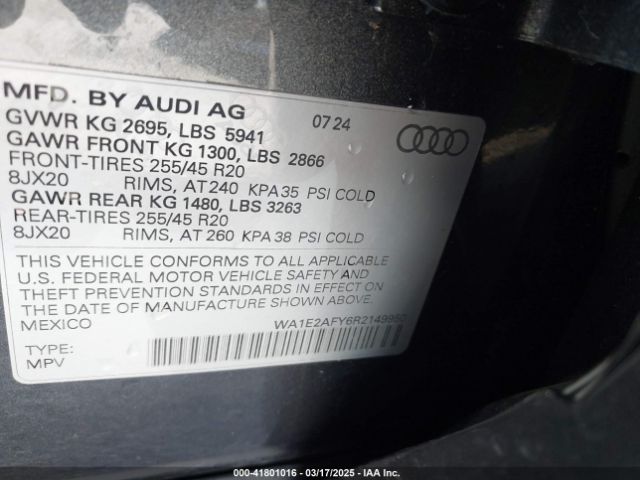 MFD. BY AUDI AG
07 24
GVWR KG 2695, LBS 5941
GAWR FRONT KG 1300, LBS 2866
FRONT-TIRES 255/45 R20
8JX20 RIMS, AT 240 KPA 35 PSI COLD
GAWR REAR KG 1480, LBS 3263
REAR-TIRES 255/45 R20
8JX20 RIMS, AT 260 KPA 38 PSI COLD
THIS VEHICLE CONFORMS TO ALL APPLICABLE
U.S. FEDERAL MOTOR VEHICLE SAFETY AND
THEFT PREVENTION STANDARDS IN EFFECT ON
THE DATE OF MANUFACTURE SHOWN ABOVE.
MEXICO
WA1E2AFY6R2149950
TYPE:
MPV
000-41801016 — 03/17/2025 — IAA Inc.